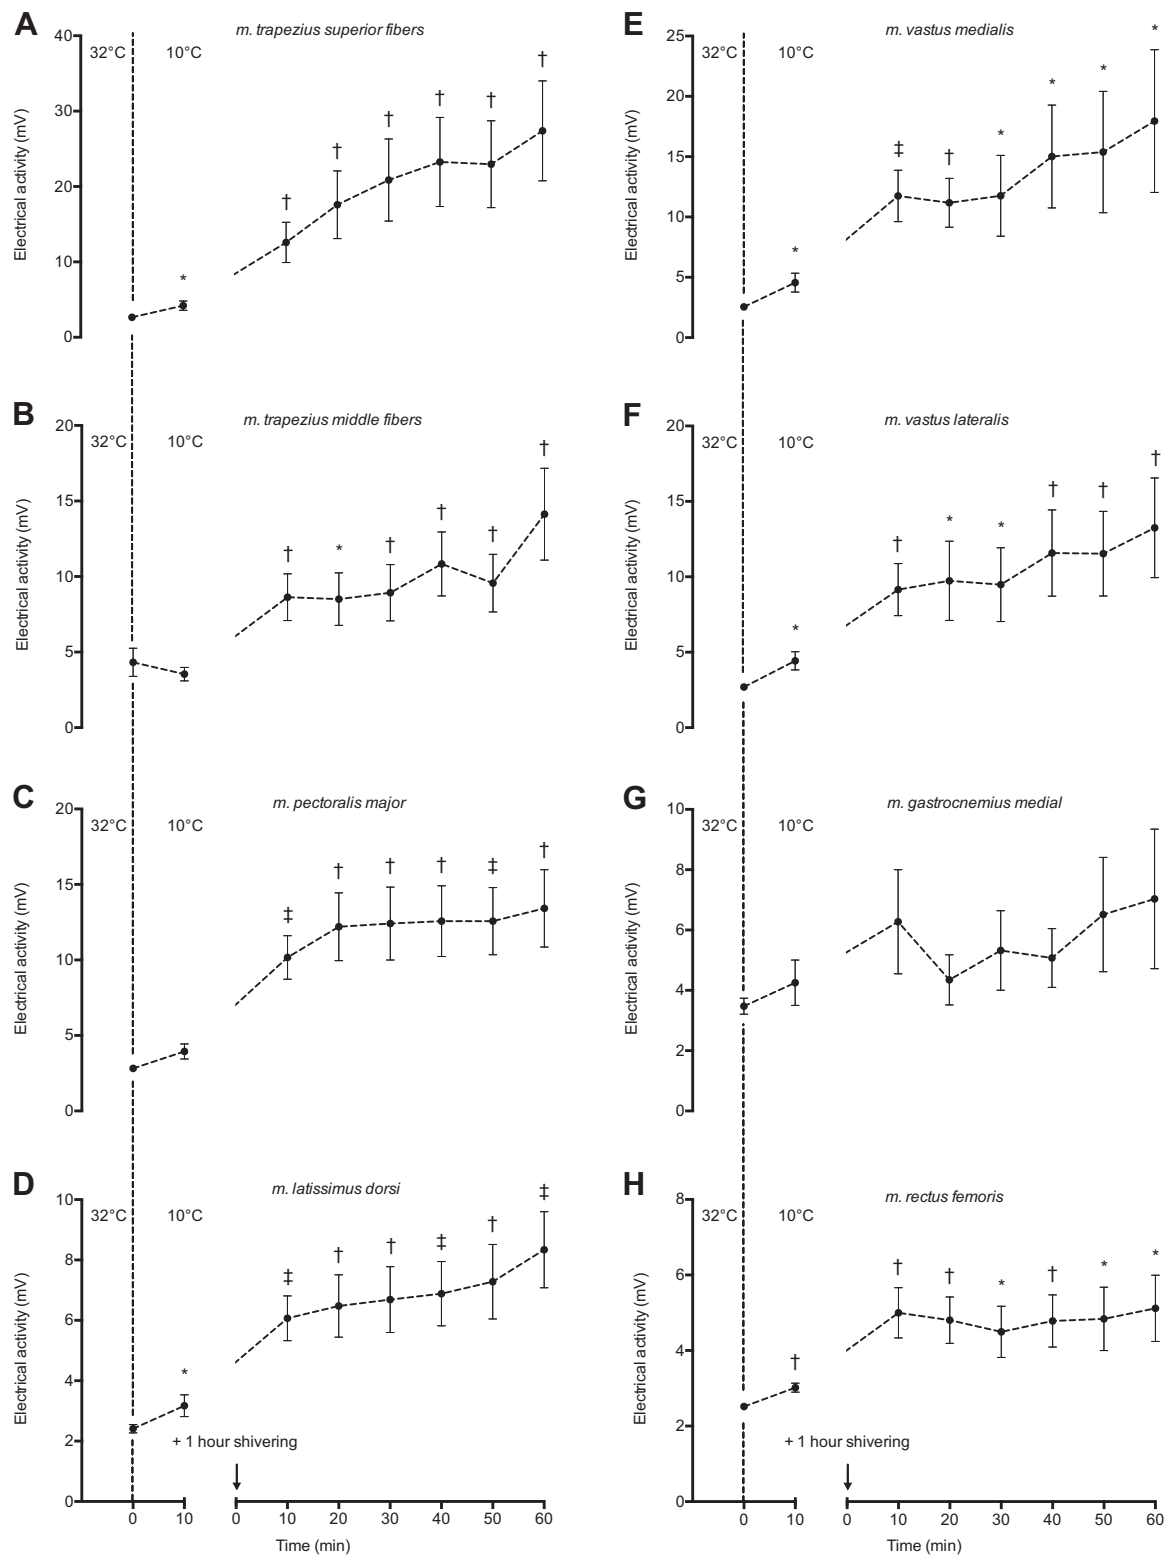 A
m. trapezius superior fibers
Electrical activity (mV)
40
30
20
10
0
32°C
10°C
*
†
†
†
†
†
†
B
m. trapezius middle fibers
Electrical activity (mV)
20
15
10
5
0
32°C
10°C
†
*
†
†
†
†
C
m. pectoralis major
Electrical activity (mV)
20
15
10
5
0
32°C
10°C
‡
†
†
†
‡
†
D
m. latissimus dorsi
Electrical activity (mV)
10
8
6
4
2
0
32°C
10°C
*
‡
†
†
‡
†
‡
+ 1 hour shivering
0 10 0 10 20 30 40 50 60
Time (min)
E
m. vastus medialis
Electrical activity (mV)
25
20
15
10
5
0
*
‡
†
*
*
*
*
32°C
10°C
F
m. vastus lateralis
Electrical activity (mV)
20
15
10
5
0
32°C
10°C
*
†
*
*
†
†
†
G
m. gastrocnemius medial
Electrical activity (mV)
10
8
6
4
2
0
32°C
10°C
H
m. rectus femoris
Electrical activity (mV)
8
6
4
2
0
32°C
10°C
†
†
†
*
†
*
*
+ 1 hour shivering
0 10 0 10 20 30 40 50 60
Time (min)